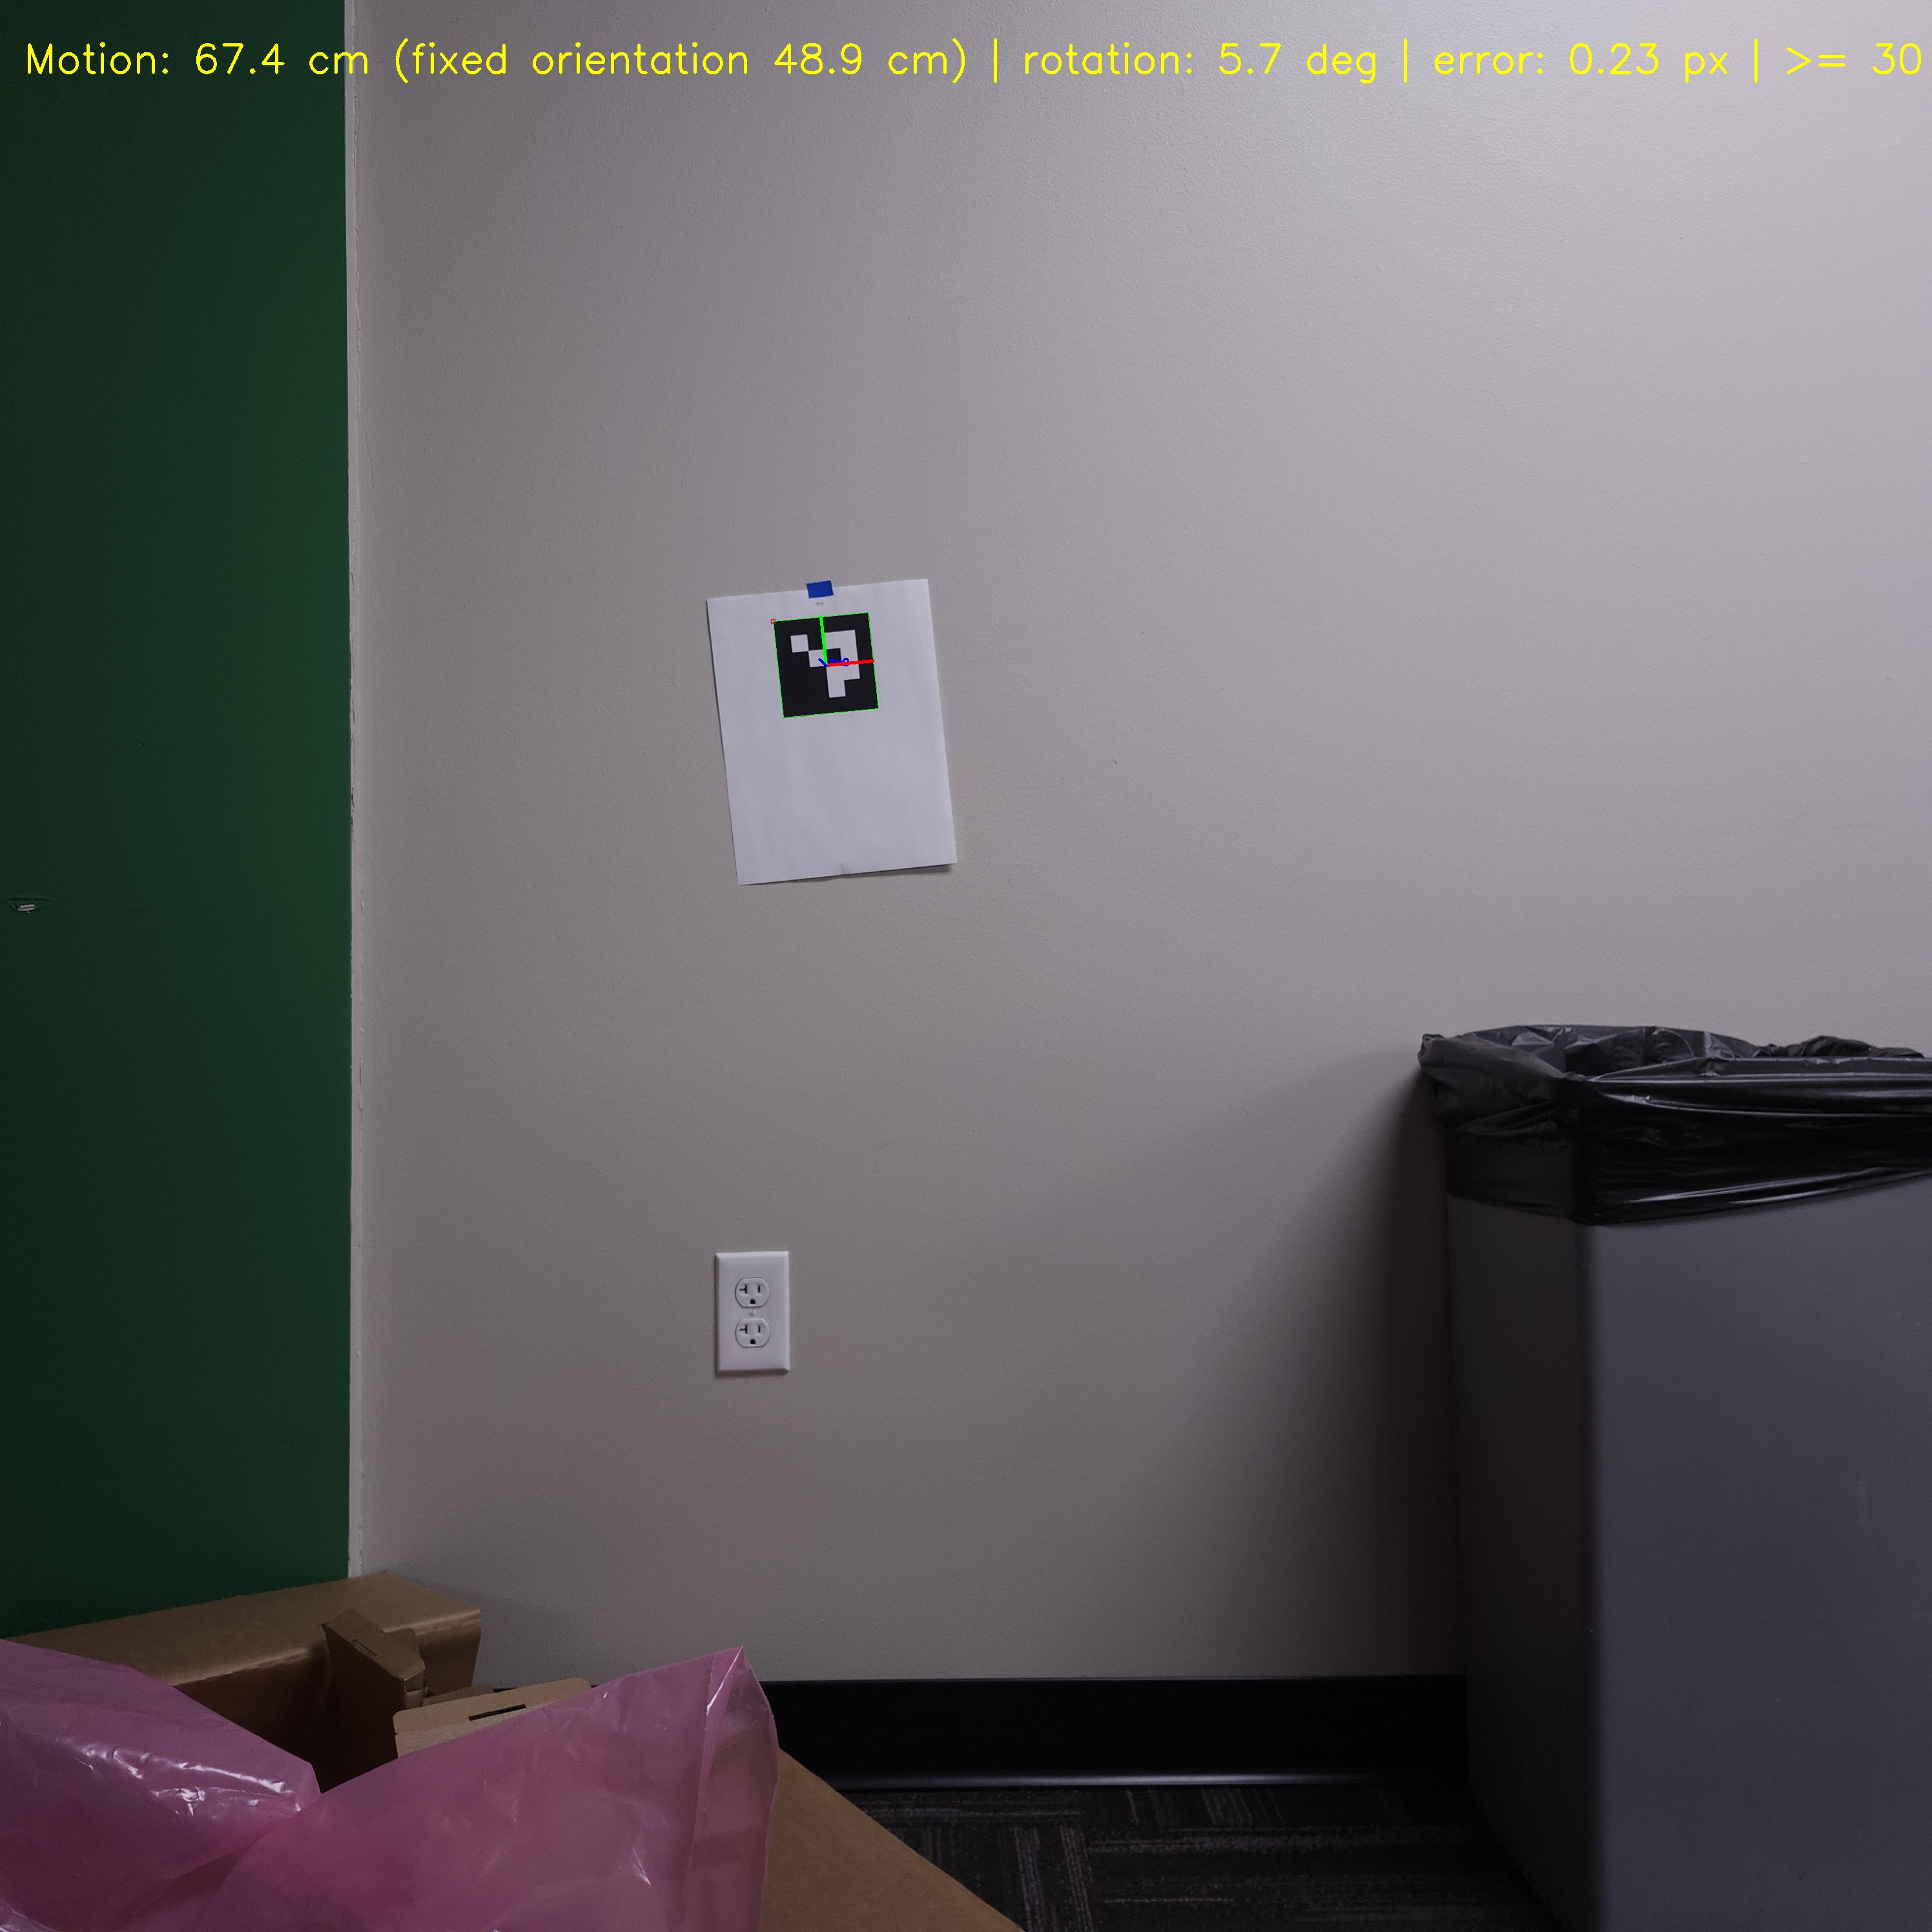 Motion: 67.4 cm (fixed orientation 48.9 cm) | rotation: 5.7 deg | error: 0.23 px | >= 30